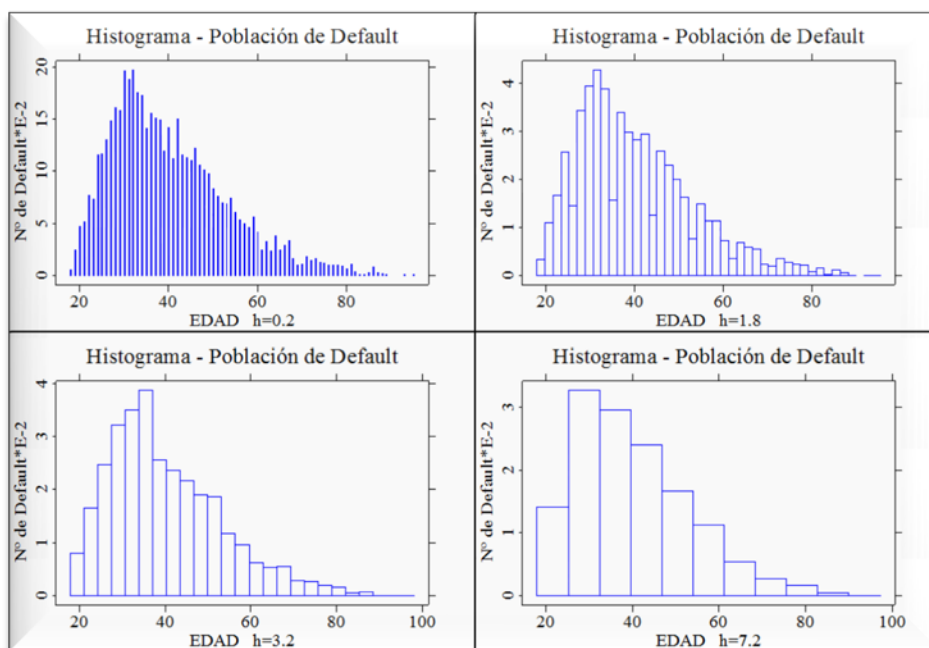 Histograma - Población de Default
Nº de Default*E-2
20
15
10
5
0
20 40 60 80
EDAD h=0.2
Histograma - Población de Default
Nº de Default*E-2
4
3
2
1
0
20 40 60 80
EDAD h=1.8
Histograma - Población de Default
Nº de Default*E-2
4
3
2
1
0
20 40 60 80 100
EDAD h=3.2
Histograma - Población de Default
Nº de Default*E-2
3
2
1
0
20 40 60 80 100
EDAD h=7.2